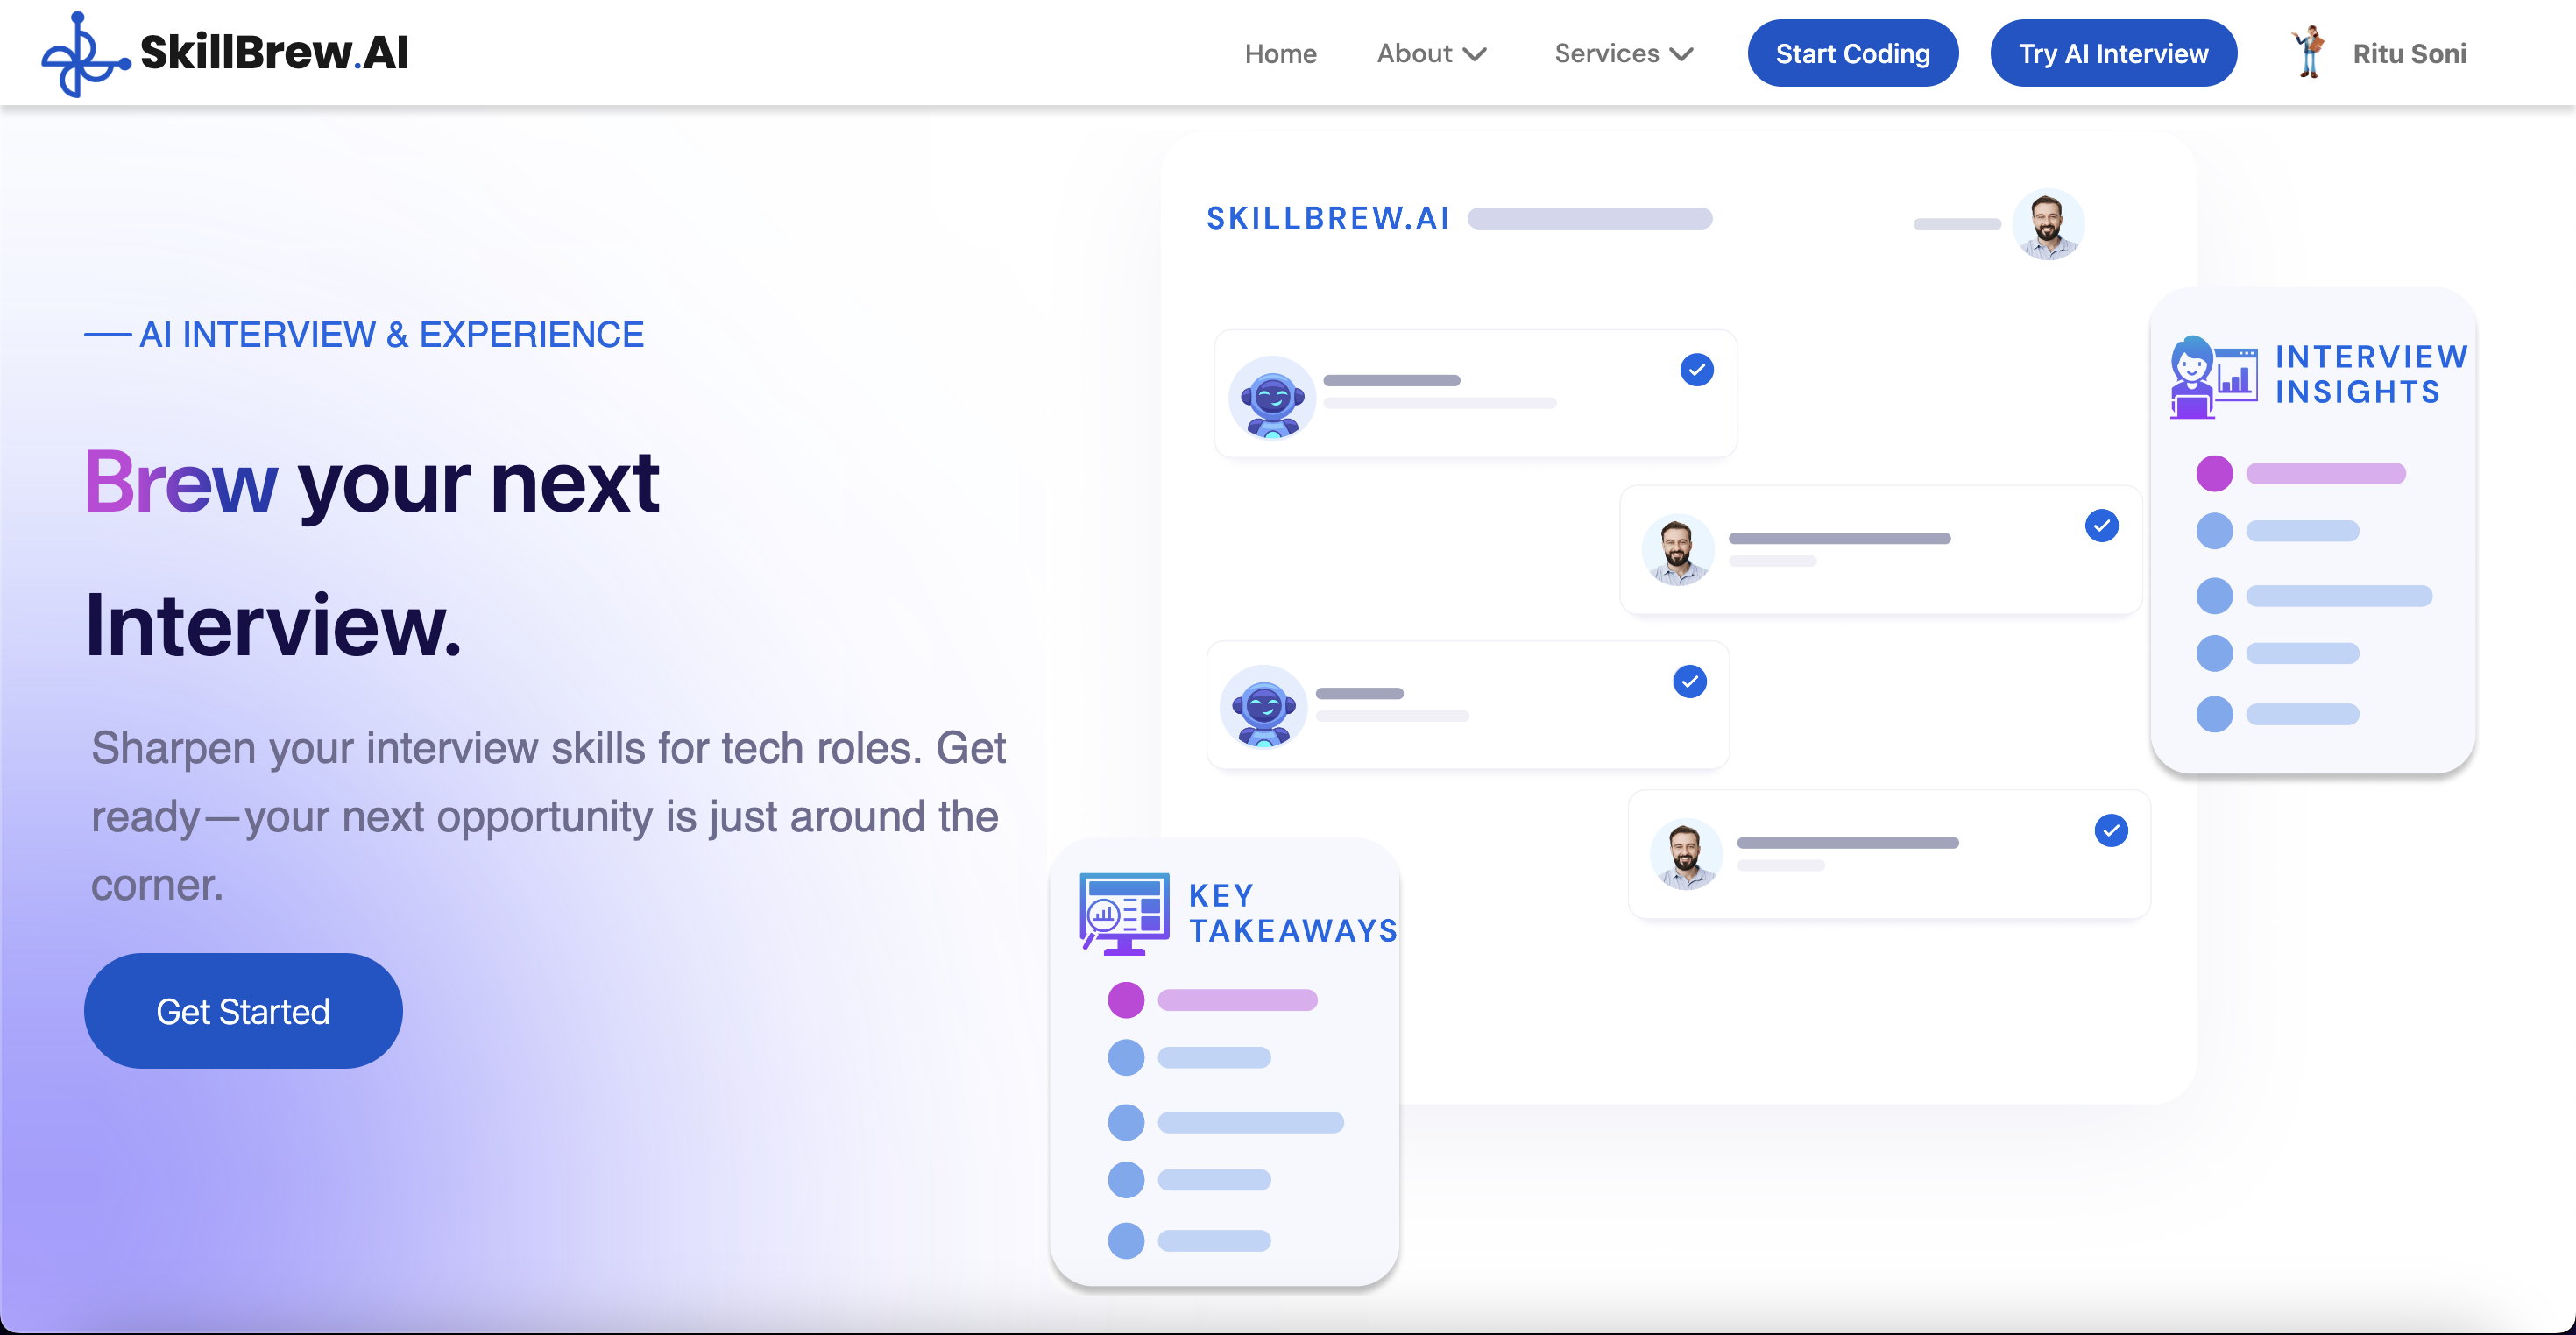 SkillBrew.AI
Home
About
Services
Start Coding
Try AI Interview
Ritu Soni
— AI INTERVIEW & EXPERIENCE
Brew your next
Interview.
Sharpen your interview skills for tech roles. Get
ready—your next opportunity is just around the
corner.
Get Started
SKILLBREW.AI
INTERVIEW
INSIGHTS
KEY
TAKEAWAYS